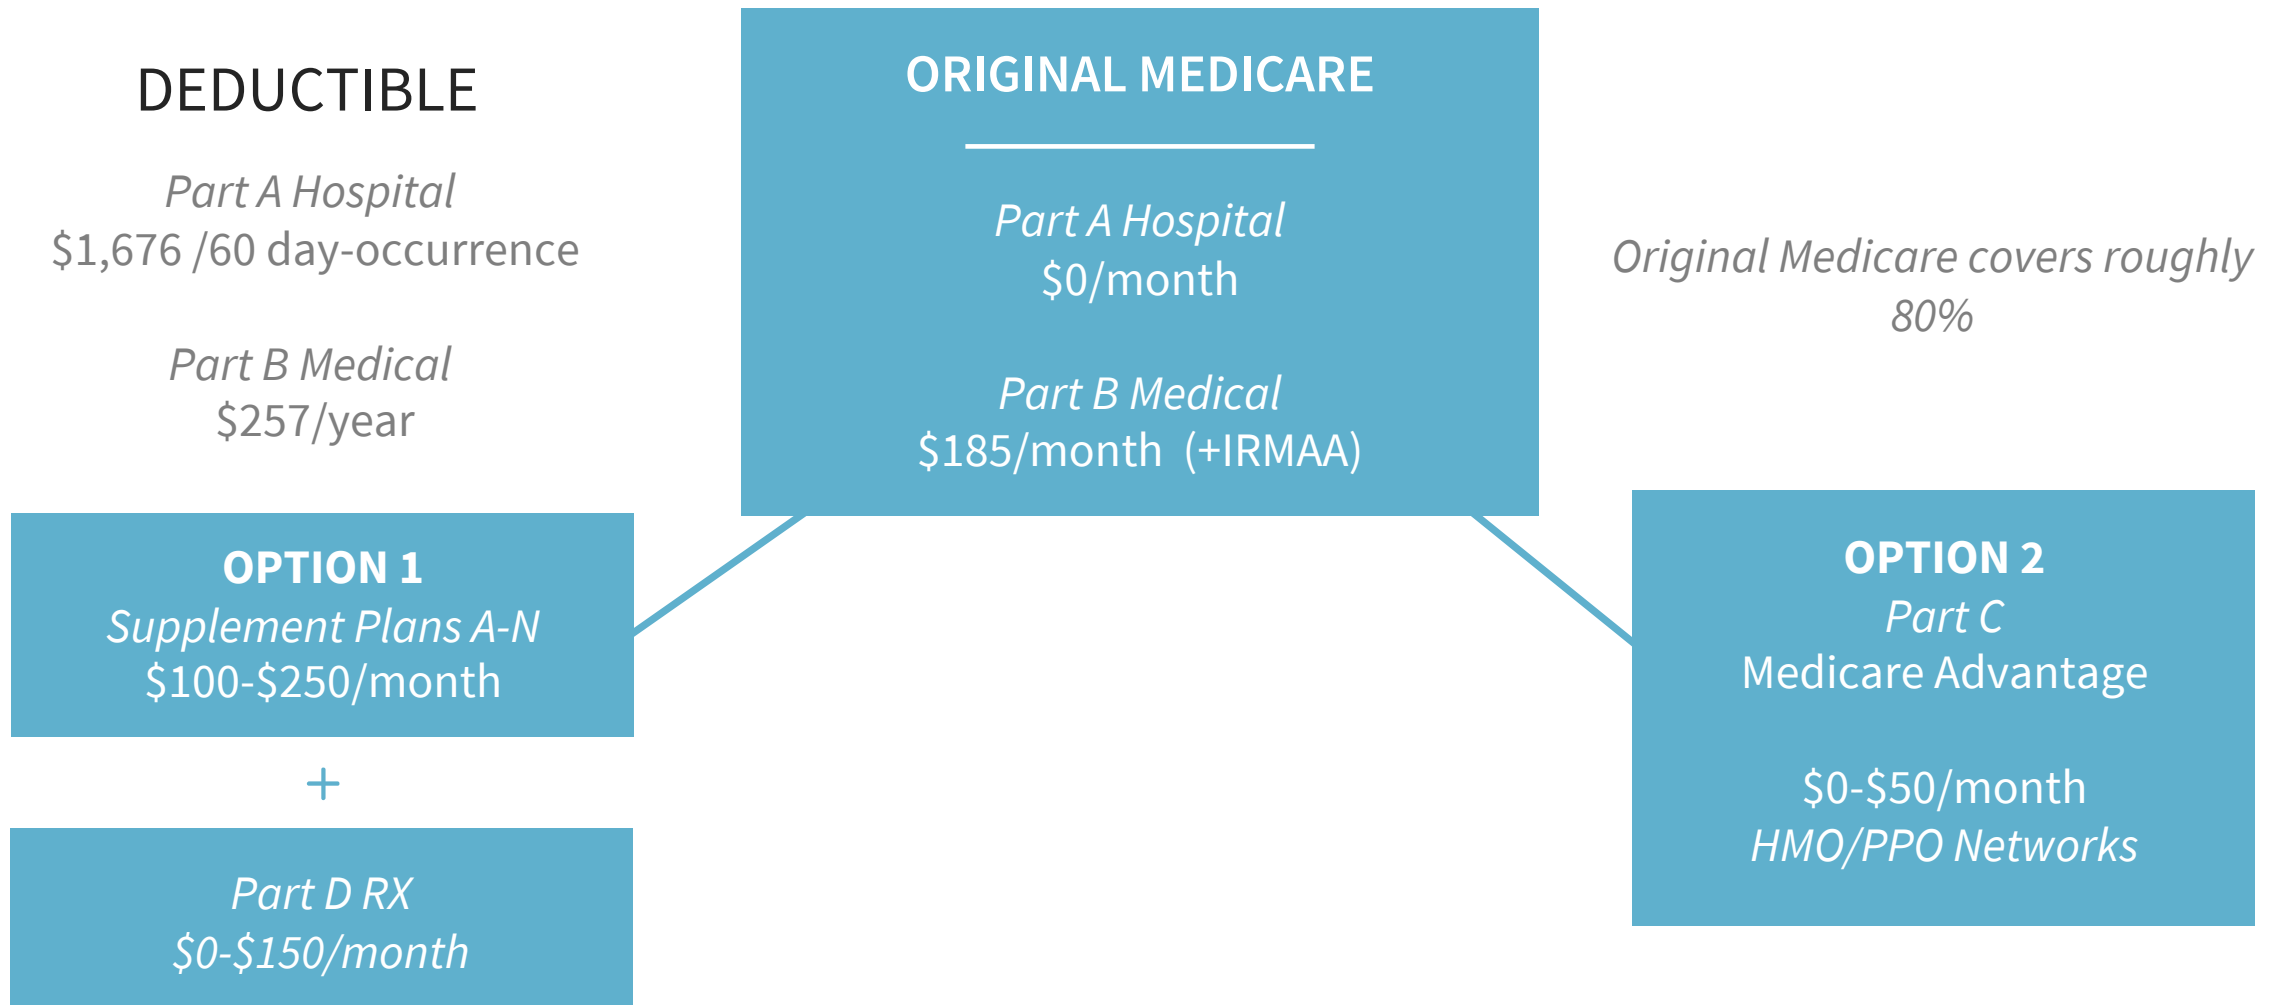 DEDUCTIBLE
Part A Hospital
$1,676 /60 day-occurrence
Part B Medical
$257/year
ORIGINAL MEDICARE
Part A Hospital
$0/month
Part B Medical
$185/month (+IRMAA)
Original Medicare covers roughly
80%
OPTION 1
Supplement Plans A-N
$100-$250/month
+
Part D RX
$0-$150/month
OPTION 2
Part C
Medicare Advantage
$0-$50/month
HMO/PPO Networks